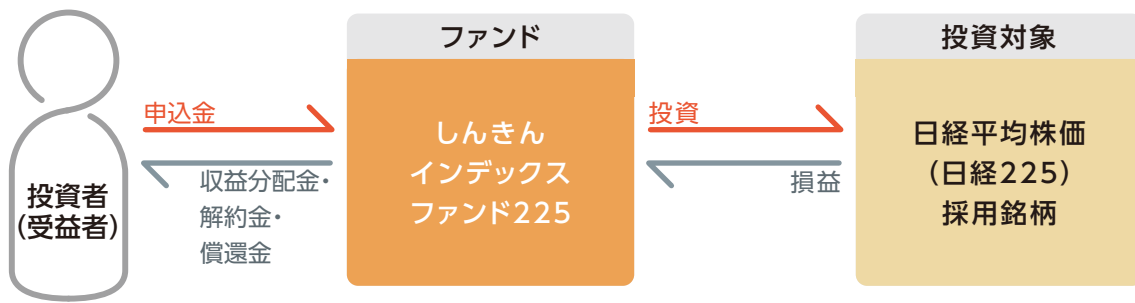 ファンド
投資対象
申込金
投資
しんきん
インデックス
ファンド225
日経平均株価
（日経225）
採用銘柄
投資者
（受益者）
収益分配金・
解約金・
償還金
損益